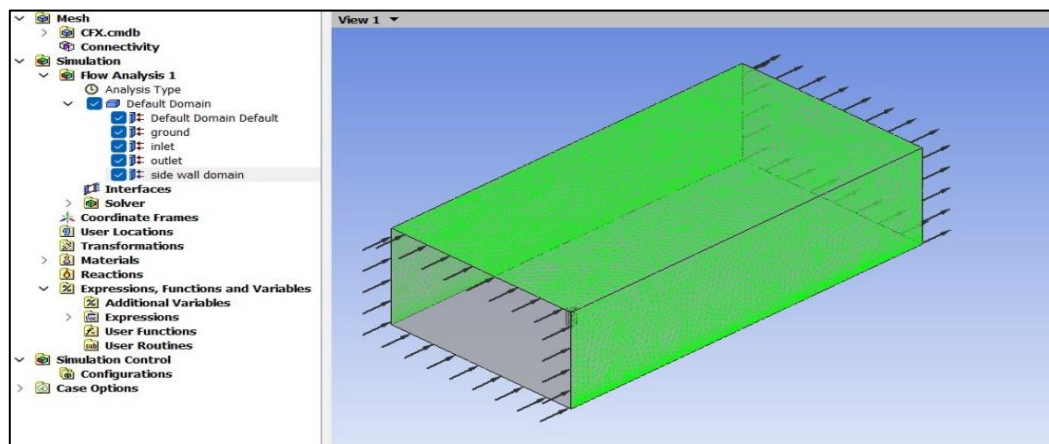 Mesh
CFX.cmdb
Connectivity
Simulation
Flow Analysis 1
Analysis Type
Default Domain
Default Domain Default
ground
inlet
outlet
side wall domain
Interfaces
Solver
Coordinate Frames
User Locations
Transformations
Materials
Reactions
Expressions, Functions and Variables
Additional Variables
Expressions
User Functions
User Routines
Simulation Control
Configurations
Case Options
View 1